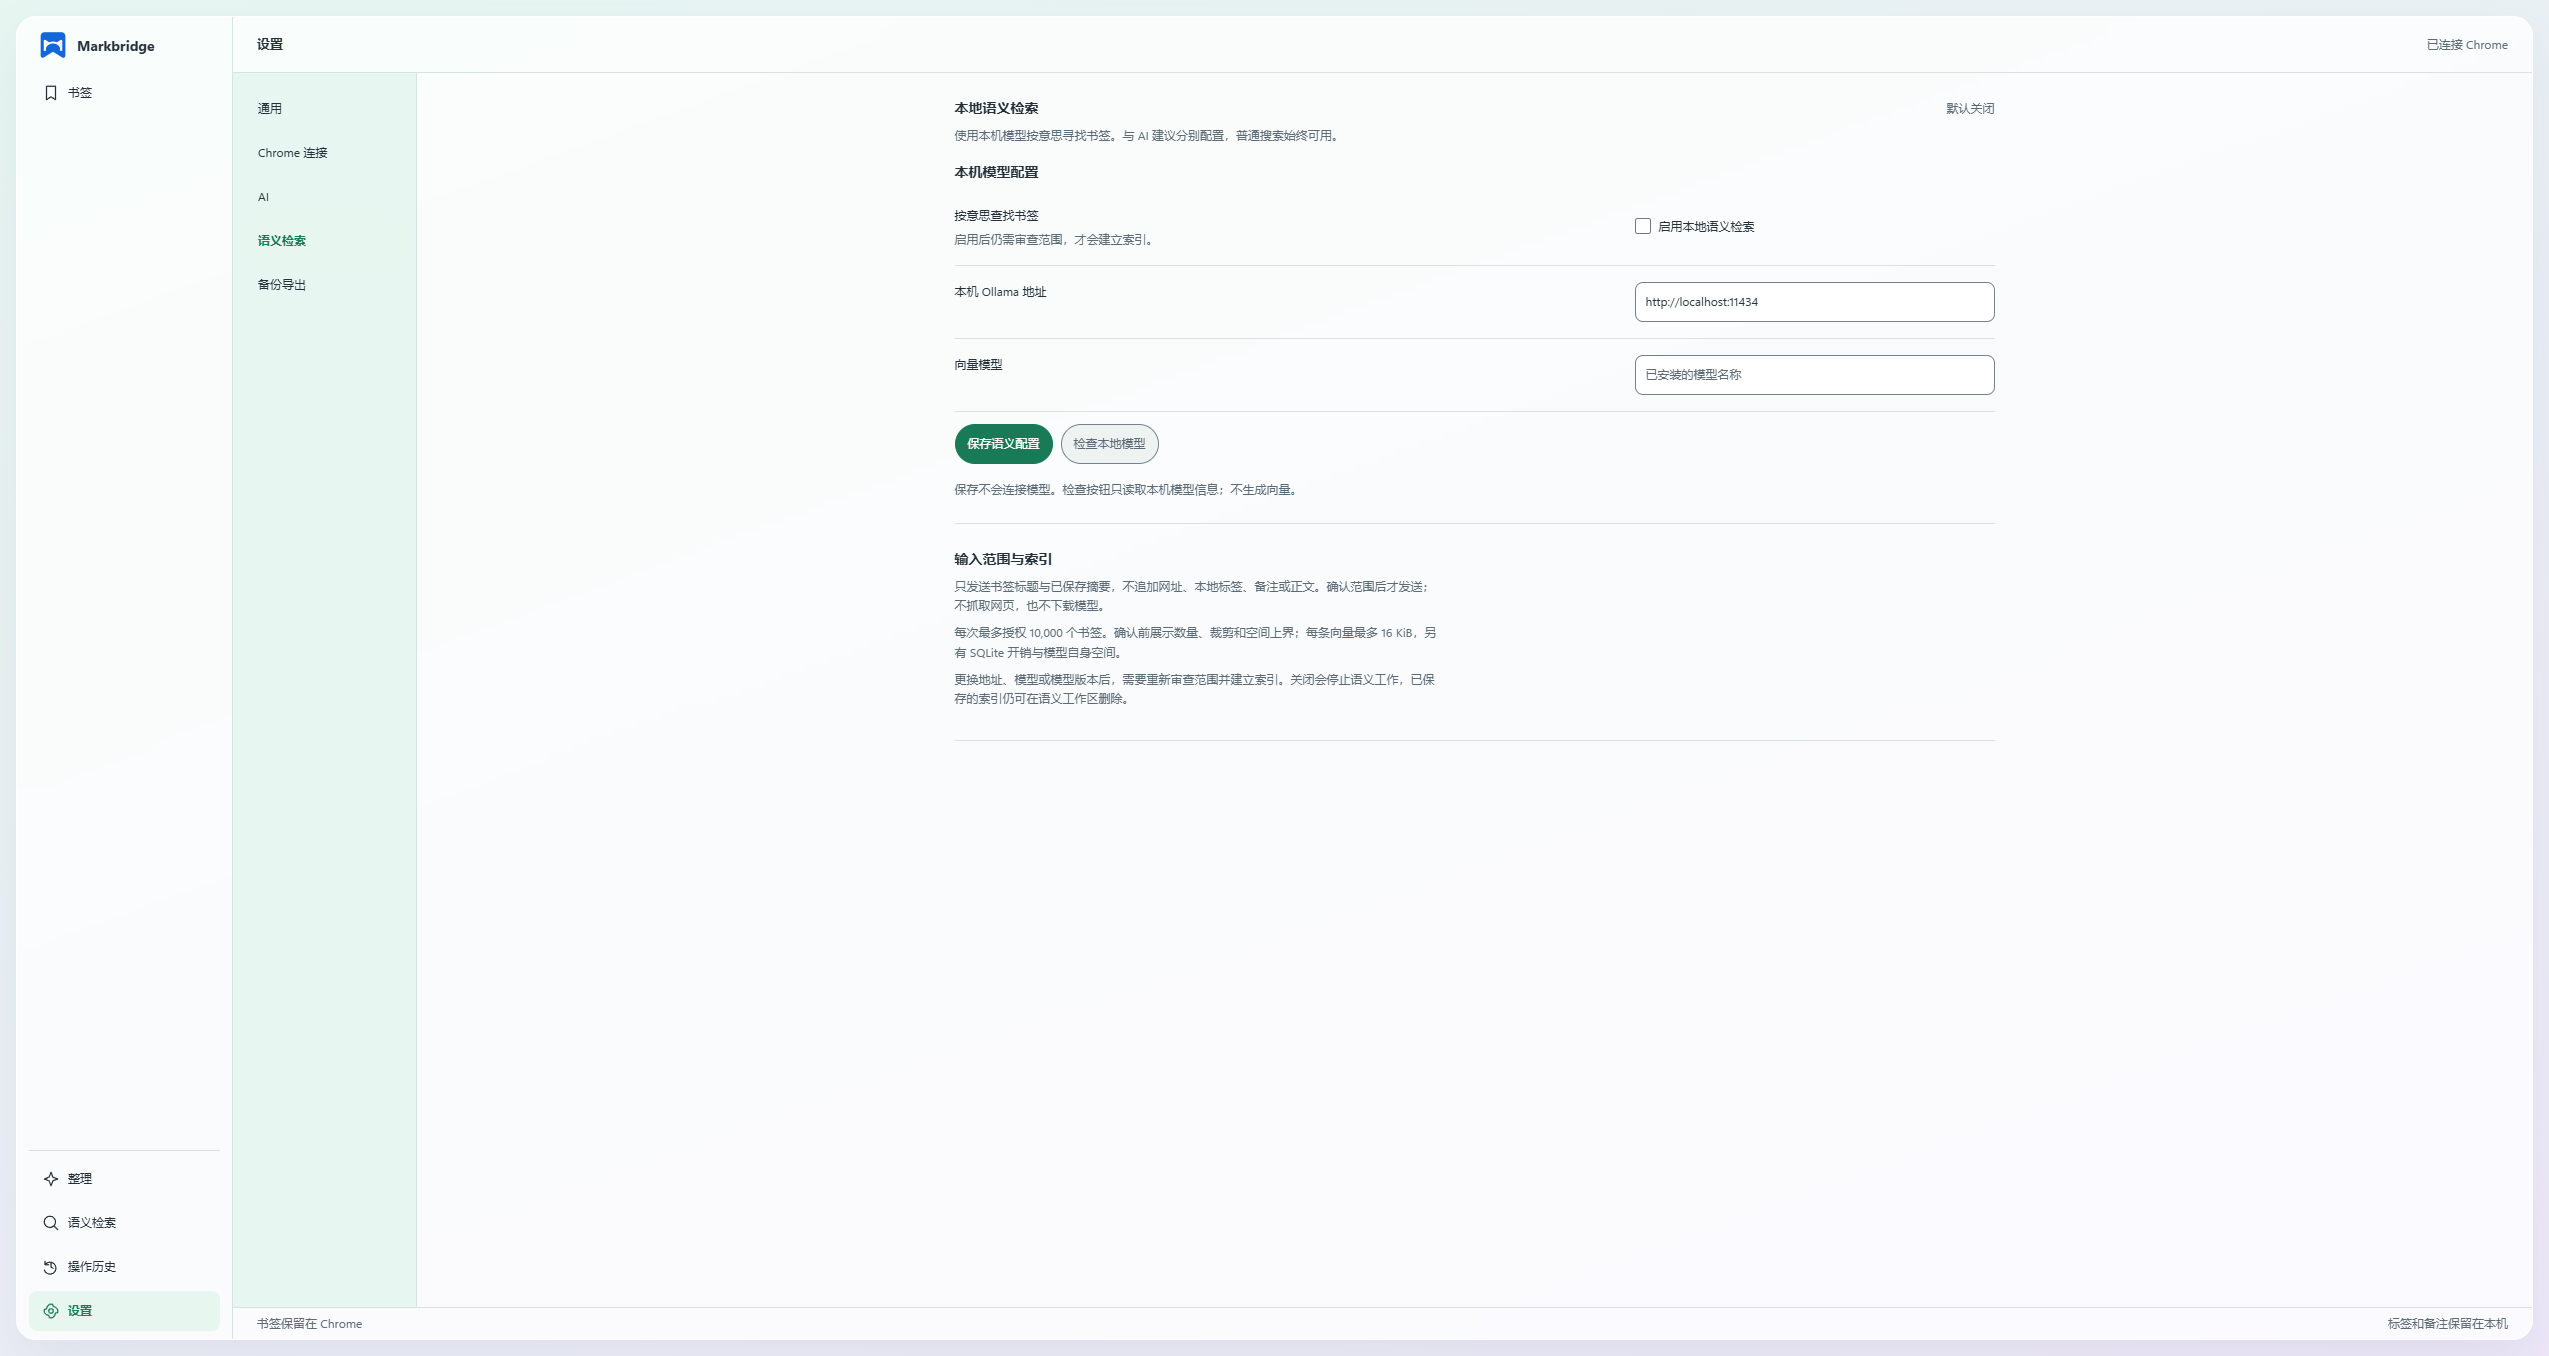 Markbridge
书签
整理
语义检索
操作历史
设置
设置
已连接 Chrome
通用
Chrome 连接
AI
语义检索
备份导出
本地语义检索
默认关闭
使用本机模型按意思寻找书签。与 AI 建议分别配置，普通搜索始终可用。
本机模型配置
按意思查找书签
启用后仍需审查范围，才会建立索引。
启用本地语义检索
本机 Ollama 地址
http://localhost:11434
向量模型
已安装的模型名称
保存语义配置
检查本地模型
保存不会连接模型。检查按钮只读取本机模型信息；不生成向量。
输入范围与索引
只发送书签标题与已保存摘要，不追加网址、本地标签、备注或正文。确认范围后才发送；
不抓取网页，也不下载模型。
每次最多授权 10,000 个书签。确认前展示数量、裁剪和空间上界；每条向量最多 16 KiB，另
有 SQLite 开销与模型自身空间。
更换地址、模型或模型版本后，需要重新审查范围并建立索引。关闭会停止语义工作，已保
存的索引仍可在语义工作区删除。
书签保留在 Chrome
标签和备注保留在本机